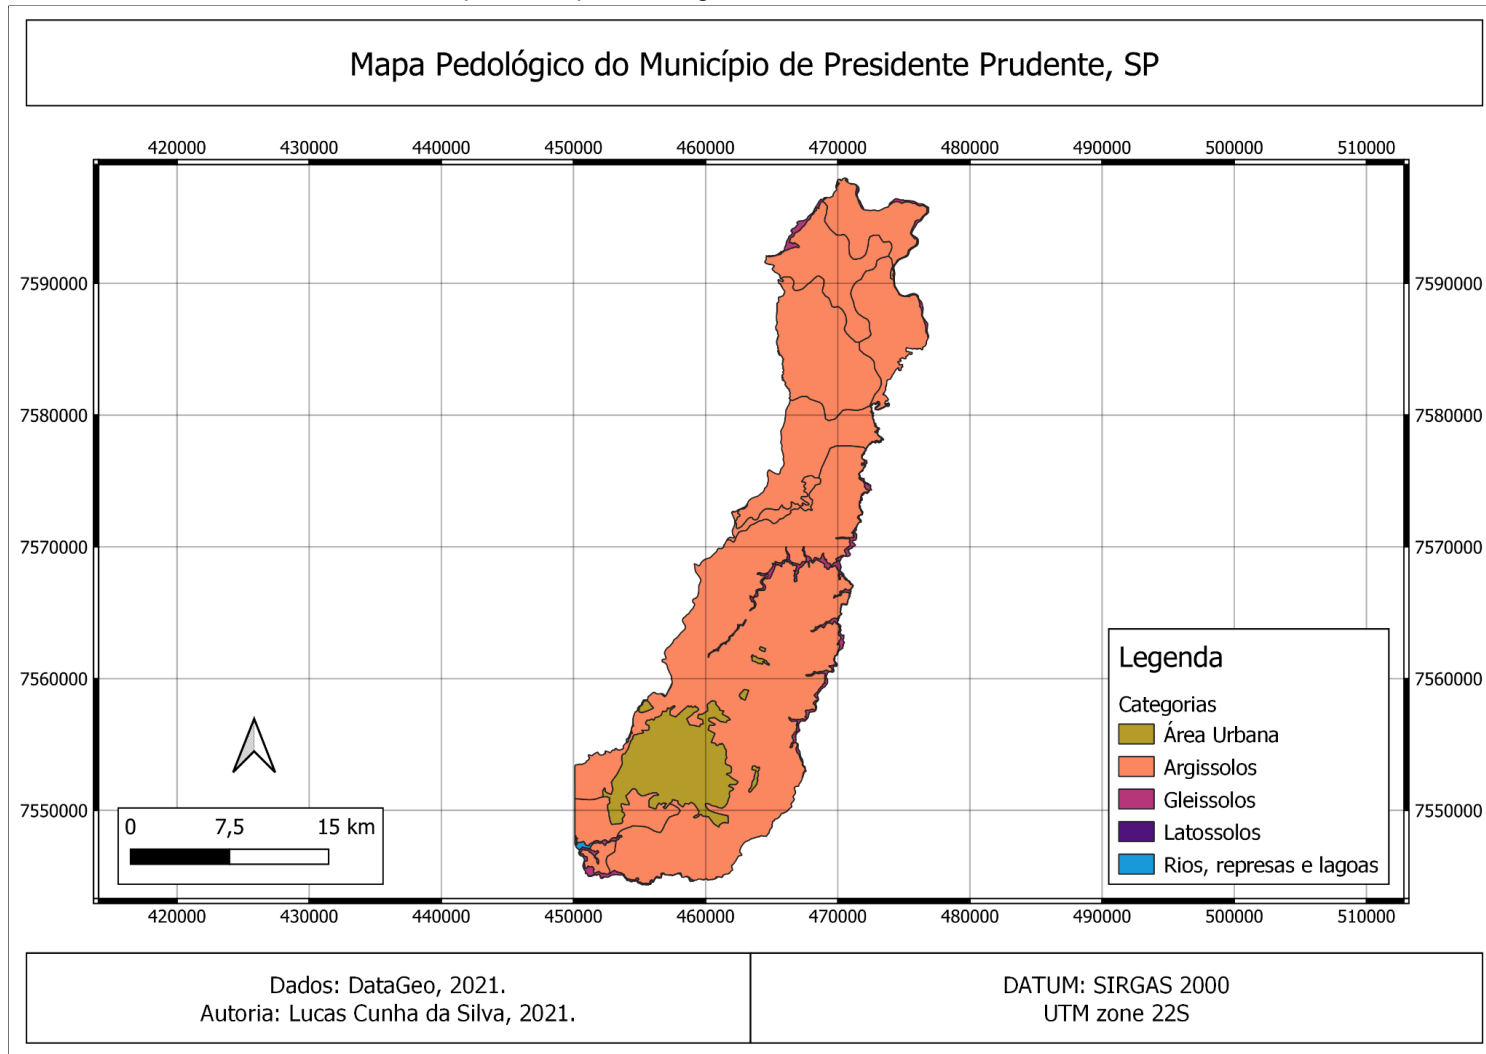 Mapa Pedológico do Município de Presidente Prudente, SP
420000 430000 440000 450000 460000 470000 480000 490000 500000 510000
7590000 7590000
7580000 7580000
7570000 7570000
7560000 7560000
7550000 7550000
Legenda
Categorias
Área Urbana
Argissolos
Gleissolos
Latossolos
Rios, represas e lagoas
0 7,5 15 km
420000 430000 440000 450000 460000 470000 480000 490000 500000 510000
Dados: DataGeo, 2021.
Autoria: Lucas Cunha da Silva, 2021.
DATUM: SIRGAS 2000
UTM zone 22S